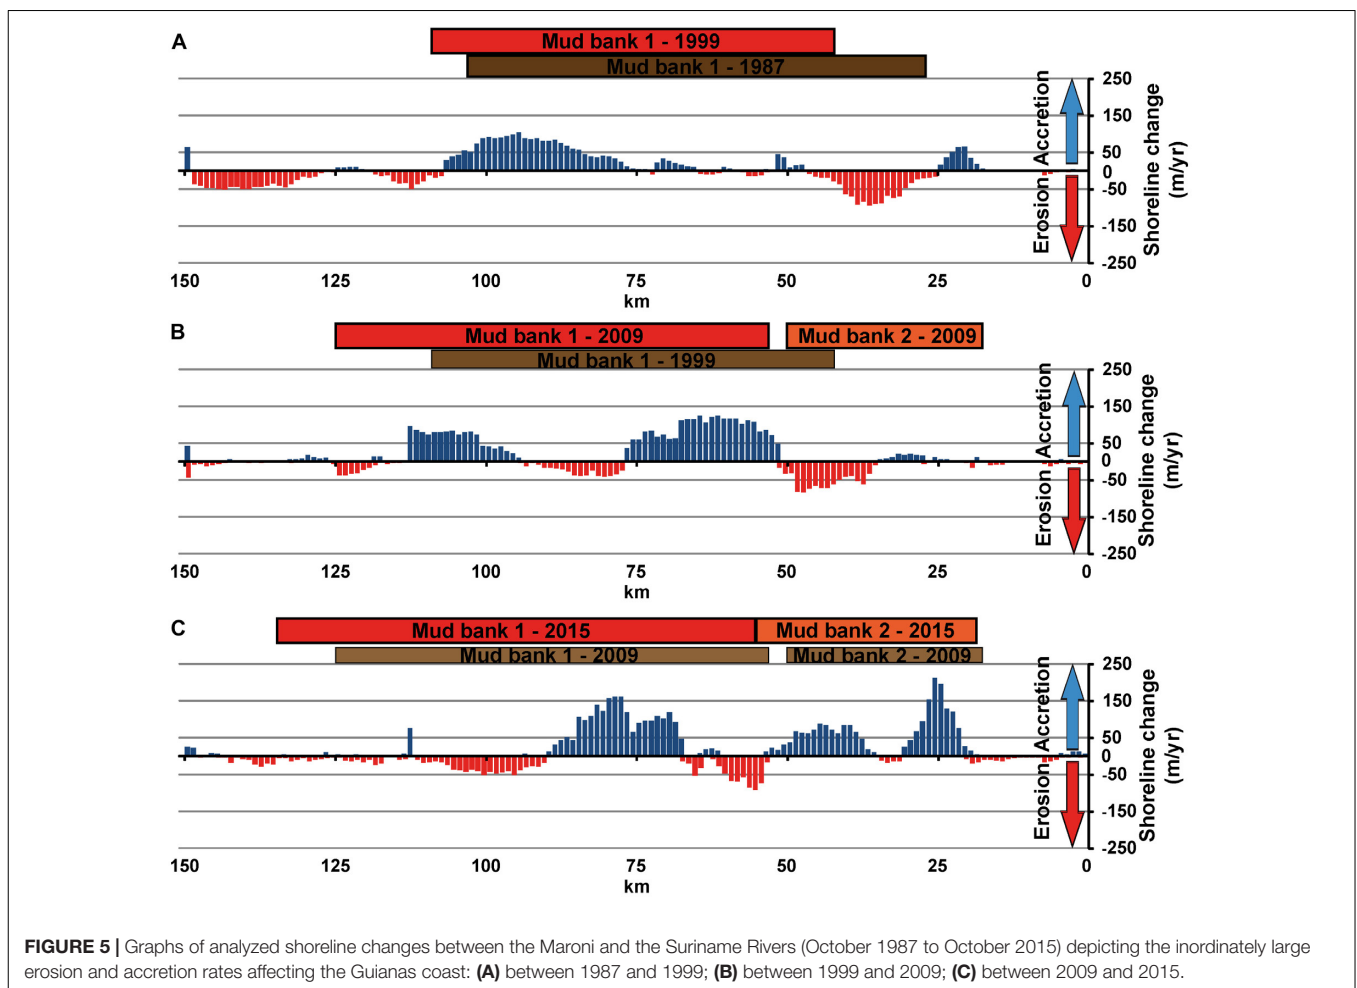 A
Mud bank 1 - 1999
Mud bank 1 - 1987
250
150
50
0
-50
-150
-250
Accretion
Erosion
Shoreline change
(m/yr)
150 125 100 75 50 25 0
km
B
Mud bank 1 - 2009
Mud bank 2 - 2009
Mud bank 1 - 1999
250
150
50
0
-50
-150
-250
Accretion
Erosion
Shoreline change
(m/yr)
150 125 100 75 50 25 0
km
C
Mud bank 1 - 2015
Mud bank 2 - 2015
Mud bank 1 - 2009
Mud bank 2 - 2009
250
150
50
0
-50
-150
-250
Accretion
Erosion
Shoreline change
(m/yr)
150 125 100 75 50 25 0
km
FIGURE 5 | Graphs of analyzed shoreline changes between the Maroni and the Suriname Rivers (October 1987 to October 2015) depicting the inordinately large
erosion and accretion rates affecting the Guianas coast: (A) between 1987 and 1999; (B) between 1999 and 2009; (C) between 2009 and 2015.